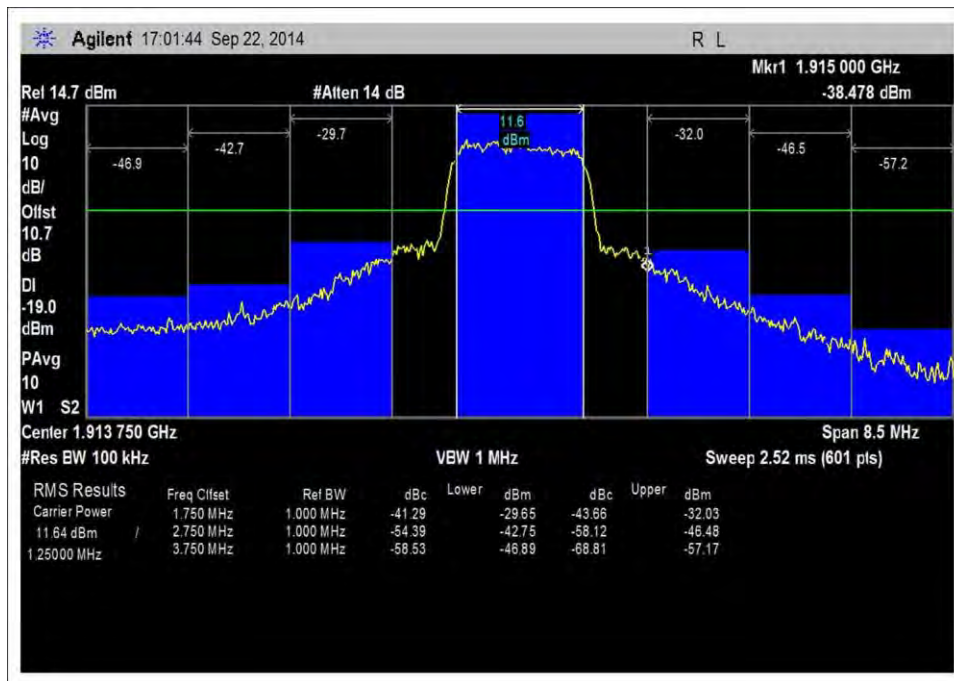 Agilent 17:01:44 Sep 22, 2014 R L
Mkr1 1.915 000 GHz
Ref 14.7 dBm #Atten 14 dB -38.478 dBm
#Avg
Log
10
dB/
Offst
10.7
dB
DI
-19.0
dBm
PAvg
10
W1 S2
-46.9 -42.7 -29.7 11.6 dBm -32.0 -46.5 -57.2
1
Center 1.913 750 GHz Span 8.5 MHz
#Res BW 100 kHz VBW 1 MHz Sweep 2.52 ms (601 pts)
RMS Results Freq Offset Ref BW dBc Lower dBm dBc Upper dBm
Carrier Power 1.750 MHz 1.000 MHz -41.29 -29.65 -43.66 -32.03
11.64 dBm / 2.750 MHz 1.000 MHz -54.39 -42.75 -58.12 -46.48
1.25000 MHz 3.750 MHz 1.000 MHz -58.53 -46.89 -68.81 -57.17